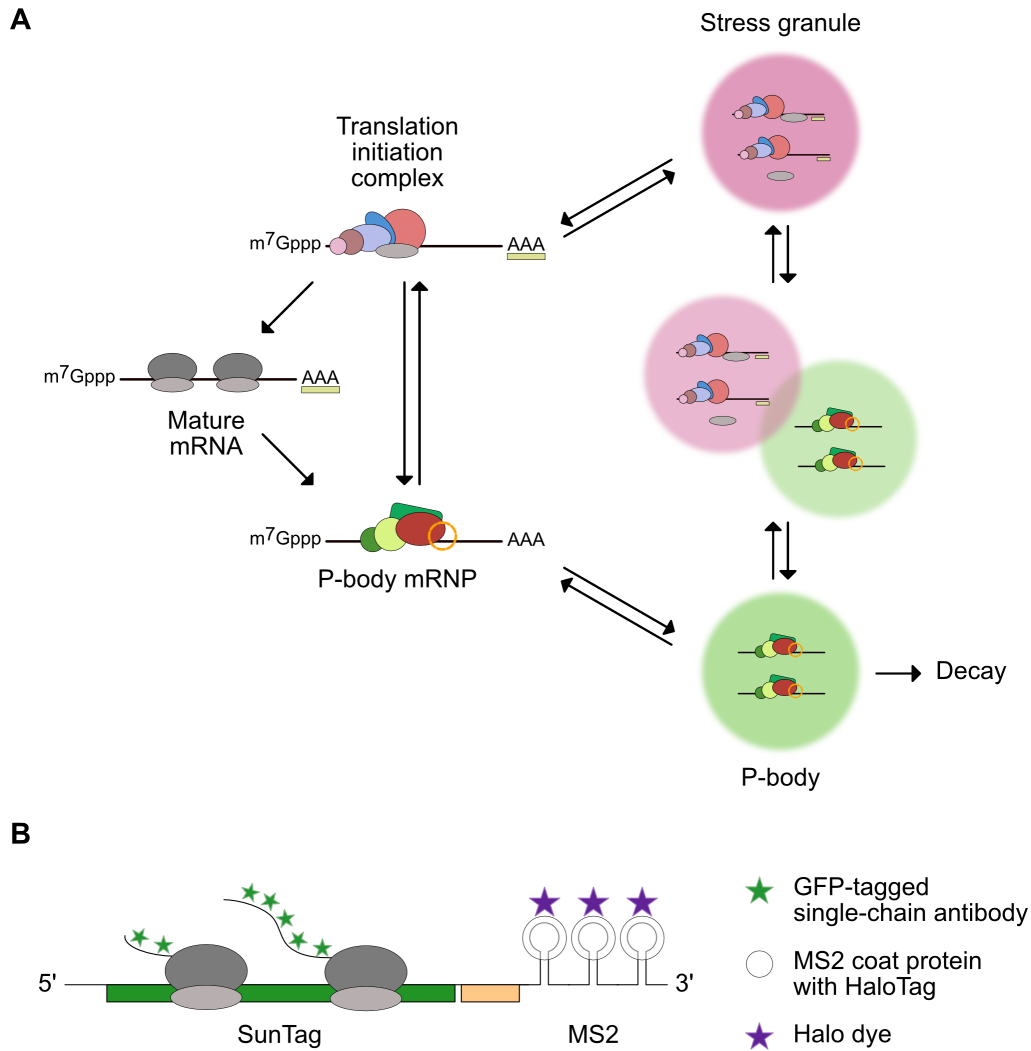 A
Stress granule
Translation
initiation
complex
m7Gppp
AAA
m7Gppp
AAA
Mature
mRNA
m7Gppp
AAA
P-body mRNP
Decay
P-body
B
GFP-tagged
single-chain antibody
5'
3'
MS2 coat protein
with HaloTag
SunTag
MS2
Halo dye